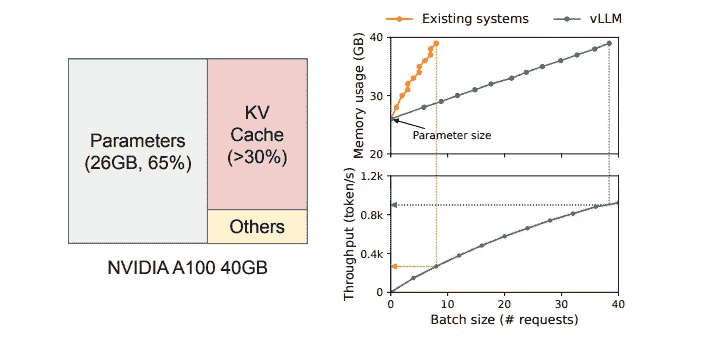 Parameters
(26GB, 65%)
KV
Cache
(>30%)
Others
NVIDIA A100 40GB
Existing systems
vLLM
Memory usage (GB)
40
30
20
Parameter size
Throughput (token/s)
1.2k
0.8k
0.4k
0
0 10 20 30 40
Batch size (# requests)